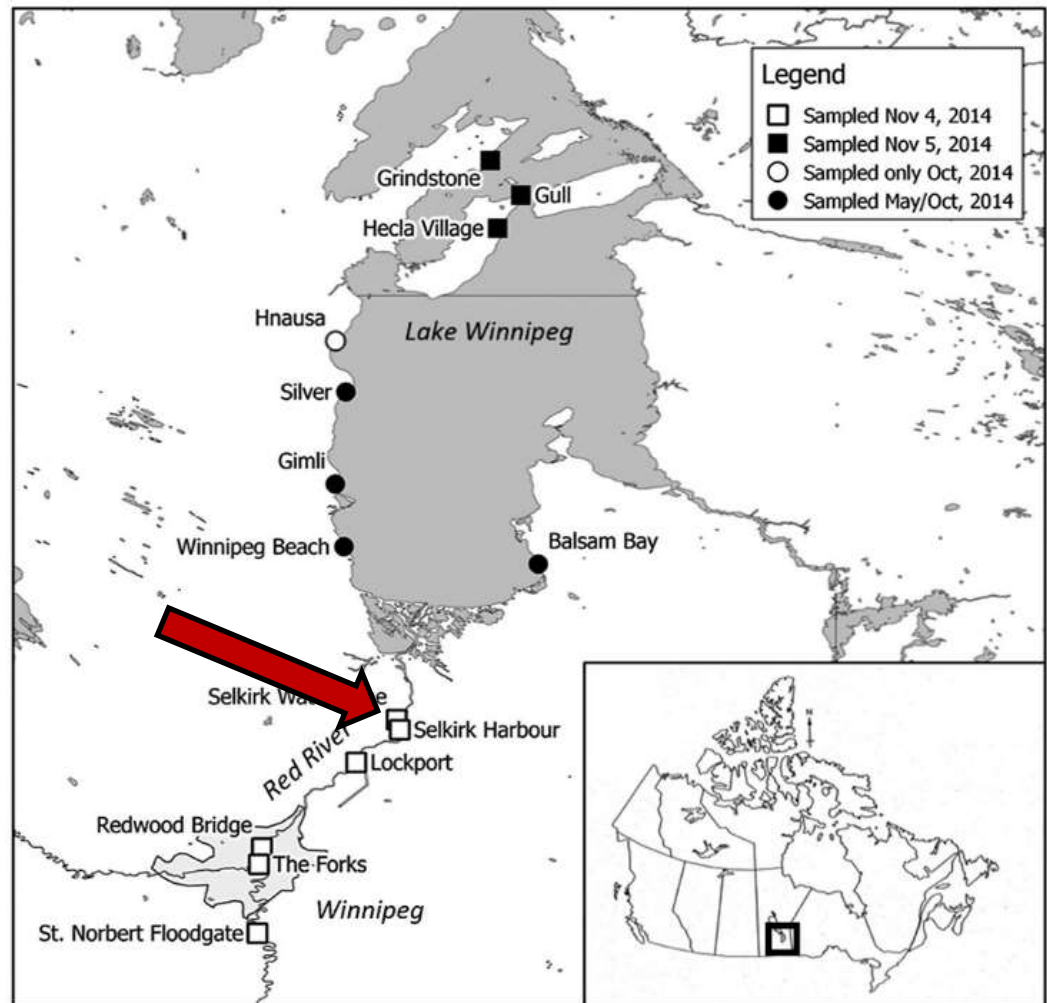 Legend
Sampled Nov 4, 2014
Sampled Nov 5, 2014
Sampled only Oct, 2014
Sampled May/Oct, 2014
Grindstone
Gull
Hecla Village
Hnausa
Lake Winnipeg
Silver
Gimli
Winnipeg Beach
Balsam Bay
Selkirk
Selkirk Harbour
Red River
Lockport
Redwood Bridge
The Forks
Winnipeg
St. Norbert Floodgate
N